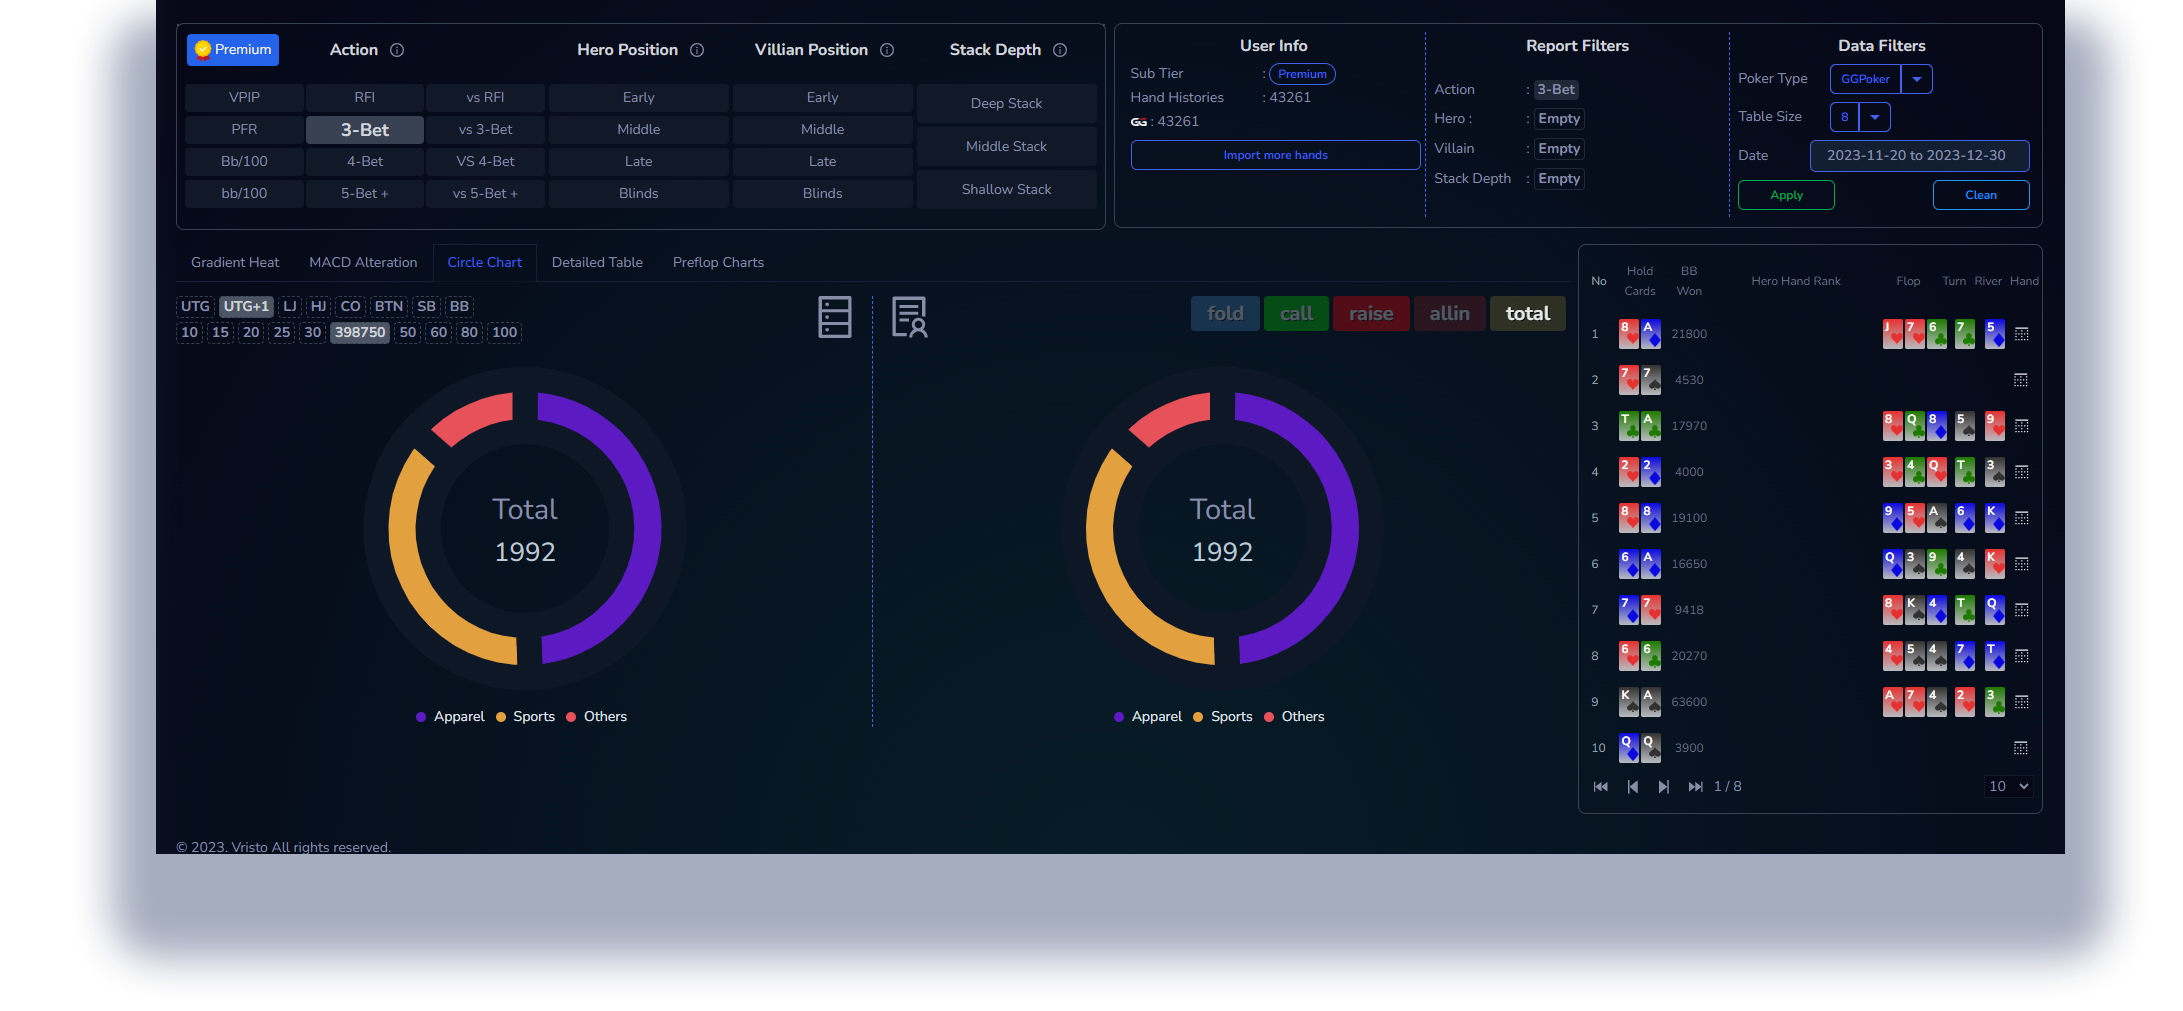 Premium Action Hero Position Villian Position Stack Depth
VPIP RFI vs RFI Early Early Deep Stack
PFR 3-Bet vs 3-Bet Middle Middle Middle Stack
Bb/100 4-Bet VS 4-Bet Late Late Shallow Stack
bb/100 5-Bet + vs 5-Bet + Blinds Blinds
User Info
Sub Tier : Premium
Hand Histories : 43261
GG : 43261
Import more hands
Report Filters
Action : 3-Bet
Hero : : Empty
Villain : Empty
Stack Depth : Empty
Data Filters
Poker Type GGPoker
Table Size 8
Date 2023-11-20 to 2023-12-30
Apply Clean
Gradient Heat MACD Alteration Circle Chart Detailed Table Preflop Charts
UTG UTG+1 LJ HJ CO BTN SB BB
10 15 20 25 30 398750 50 60 80 100
fold call raise allin total
Total
1992
Apparel Sports Others
Total
1992
Apparel Sports Others
No Hold Cards BB Won Hero Hand Rank Flop Turn River Hand
1 8 A 21800 J 7 6 7 5
2 7 7 4530
3 T A 17970 8 Q 8 5 9
4 2 2 4000 3 4 Q T 3
5 8 8 19100 9 5 A 6 K
6 6 A 16650 Q 3 9 4 K
7 7 7 9418 8 K 4 T Q
8 6 6 20270 4 5 4 7 T
9 K A 63600 A 7 4 2 3
10 Q Q 3900
1 / 8 10
© 2023. Vristo All rights reserved.